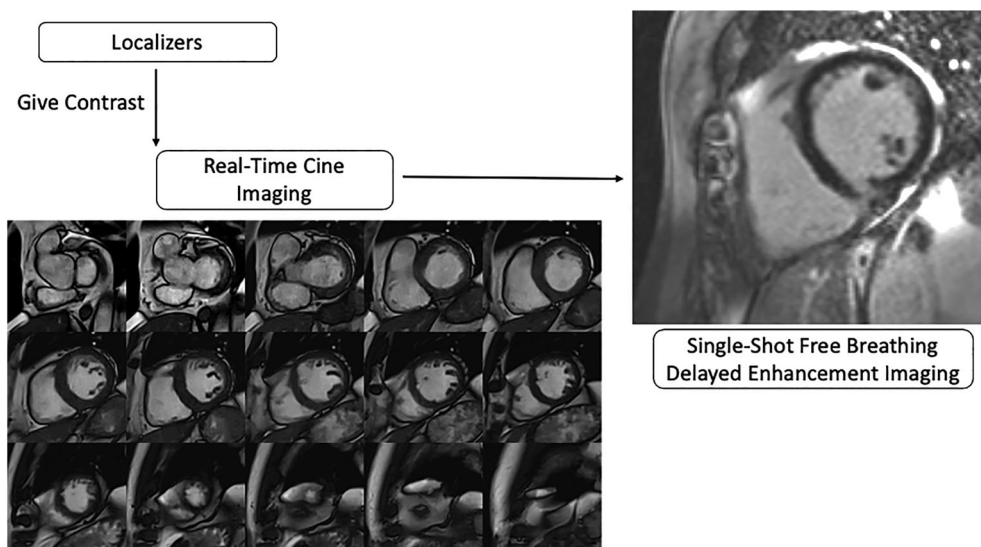 Localizers
Give Contrast
Real-Time Cine
Imaging
Single-Shot Free Breathing
Delayed Enhancement Imaging